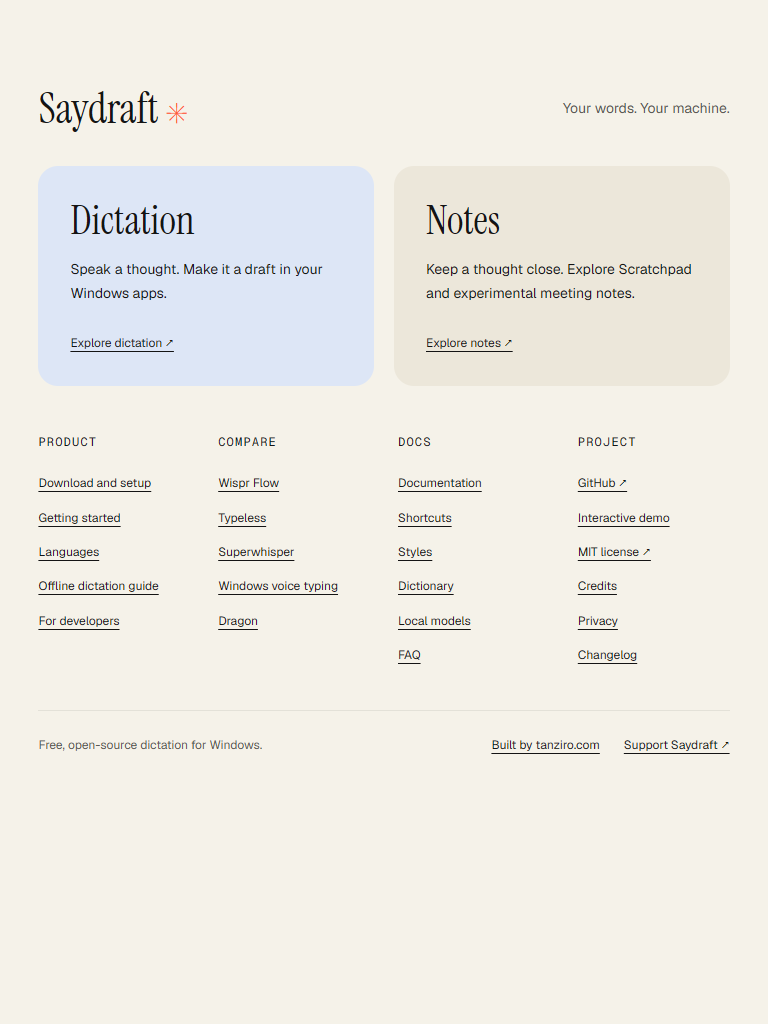 Saydraft
Your words. Your machine.
Dictation
Speak a thought. Make it a draft in your
Windows apps.
Explore dictation ↗
Notes
Keep a thought close. Explore Scratchpad
and experimental meeting notes.
Explore notes ↗
PRODUCT
Download and setup
Getting started
Languages
Offline dictation guide
For developers
COMPARE
Wispr Flow
Typeless
Superwhisper
Windows voice typing
Dragon
DOCS
Documentation
Shortcuts
Styles
Dictionary
Local models
FAQ
PROJECT
GitHub ↗
Interactive demo
MIT license ↗
Credits
Privacy
Changelog
Free, open-source dictation for Windows.
Built by tanziro.com
Support Saydraft ↗